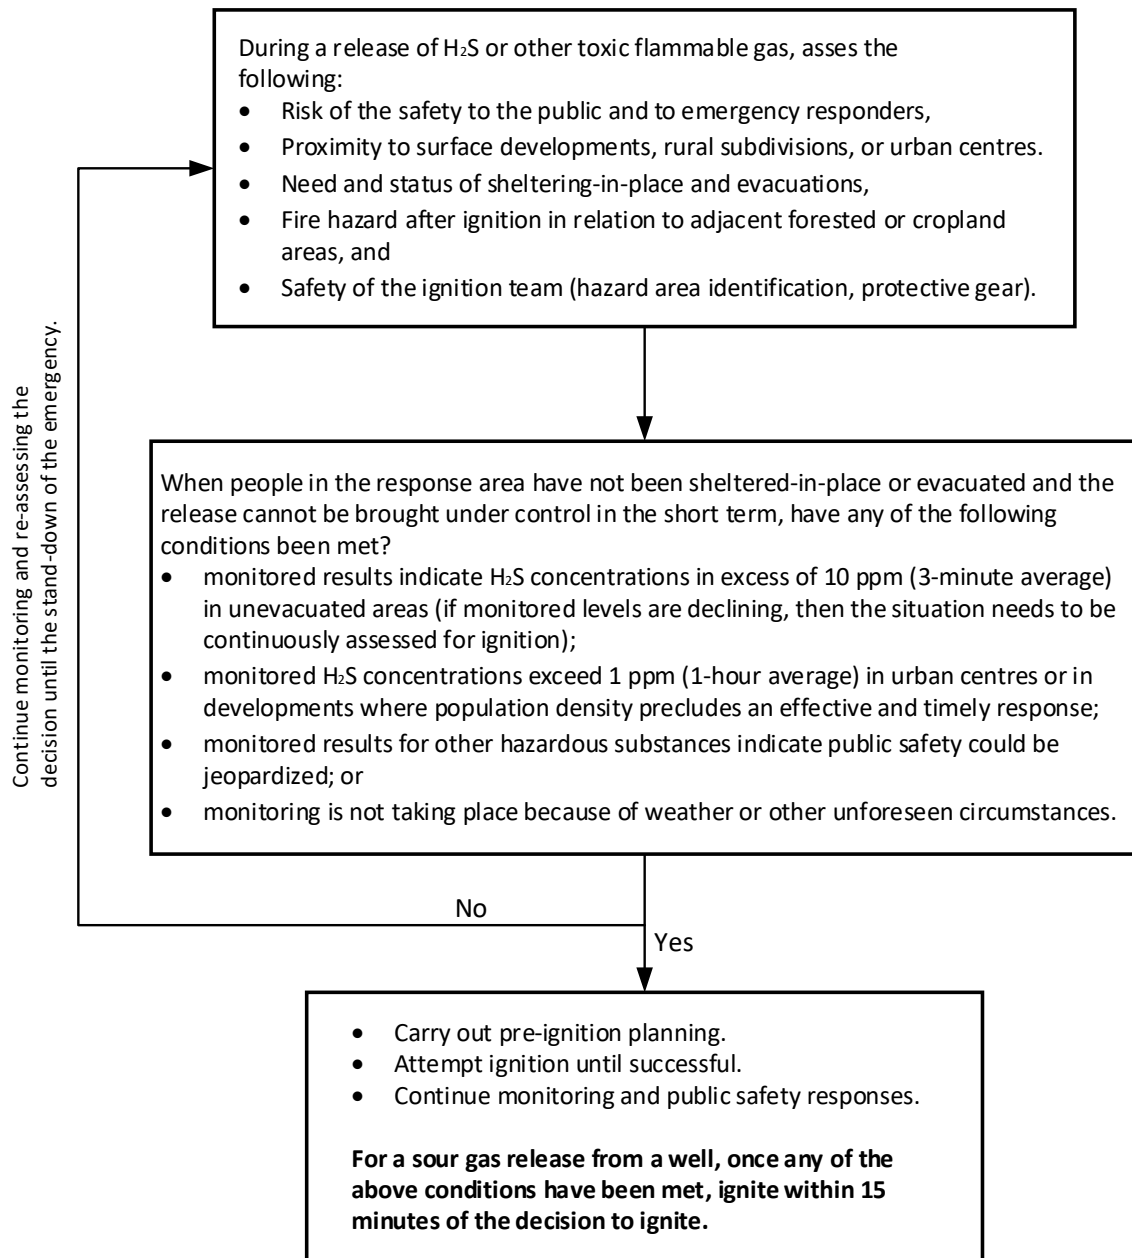 During a release of H₂S or other toxic flammable gas, asses the
following:
• Risk of the safety to the public and to emergency responders,
• Proximity to surface developments, rural subdivisions, or urban centres.
• Need and status of sheltering-in-place and evacuations,
• Fire hazard after ignition in relation to adjacent forested or cropland
areas, and
• Safety of the ignition team (hazard area identification, protective gear).
Continue monitoring and re-assessing the
decision until the stand-down of the emergency.
When people in the response area have not been sheltered-in-place or evacuated and the
release cannot be brought under control in the short term, have any of the following
conditions been met?
• monitored results indicate H₂S concentrations in excess of 10 ppm (3-minute average)
in unevacuated areas (if monitored levels are declining, then the situation needs to be
continuously assessed for ignition);
• monitored H₂S concentrations exceed 1 ppm (1-hour average) in urban centres or in
developments where population density precludes an effective and timely response;
• monitored results for other hazardous substances indicate public safety could be
jeopardized; or
• monitoring is not taking place because of weather or other unforeseen circumstances.
No
Yes
• Carry out pre-ignition planning.
• Attempt ignition until successful.
• Continue monitoring and public safety responses.
For a sour gas release from a well, once any of the
above conditions have been met, ignite within 15
minutes of the decision to ignite.